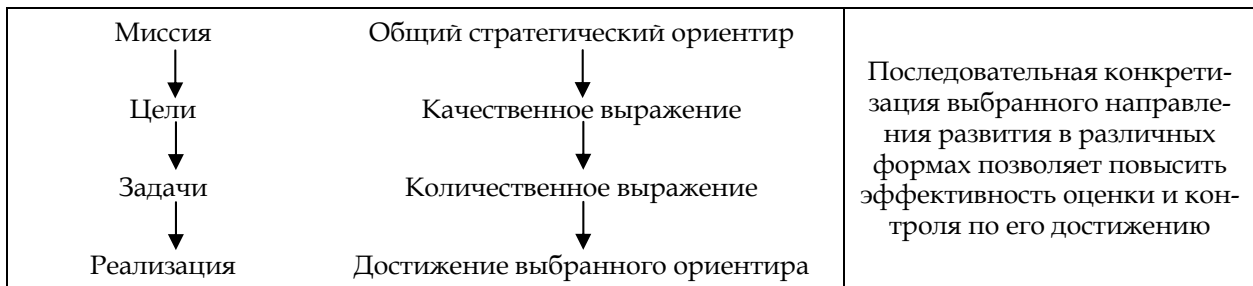 Миссия
Общий стратегический ориентир
Цели
Качественное выражение
Задачи
Количественное выражение
Реализация
Достижение выбранного ориентира
Последовательная конкрети-
зация выбранного направле-
ния развития в различных
формах позволяет повысить
эффективность оценки и кон-
троля по его достижению